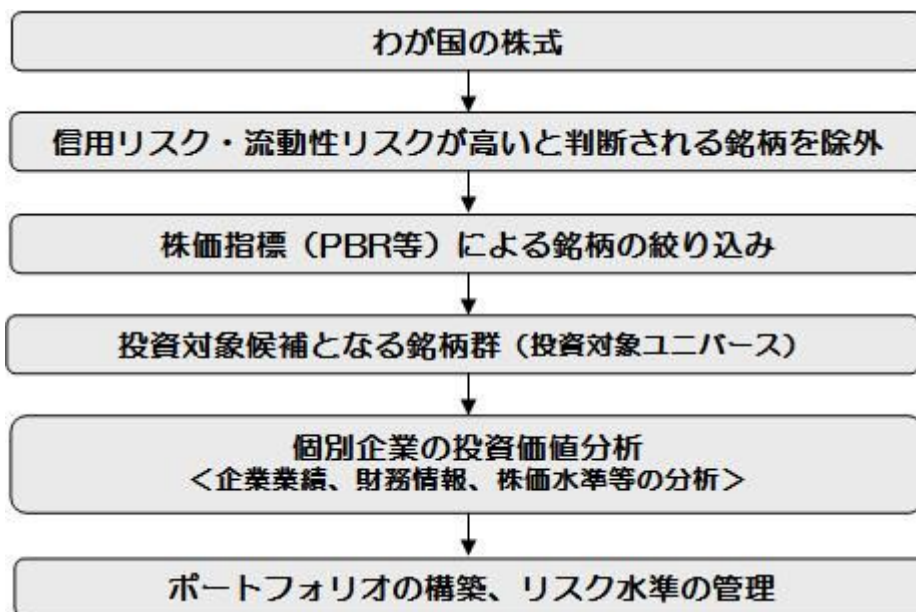 わが国の株式
信用リスク・流動性リスクが高いと判断される銘柄を除外
株価指標（PBR等）による銘柄の絞り込み
投資対象候補となる銘柄群（投資対象ユニバース）
個別企業の投資価値分析
＜企業業績、財務情報、株価水準等の分析＞
ポートフォリオの構築、リスク水準の管理